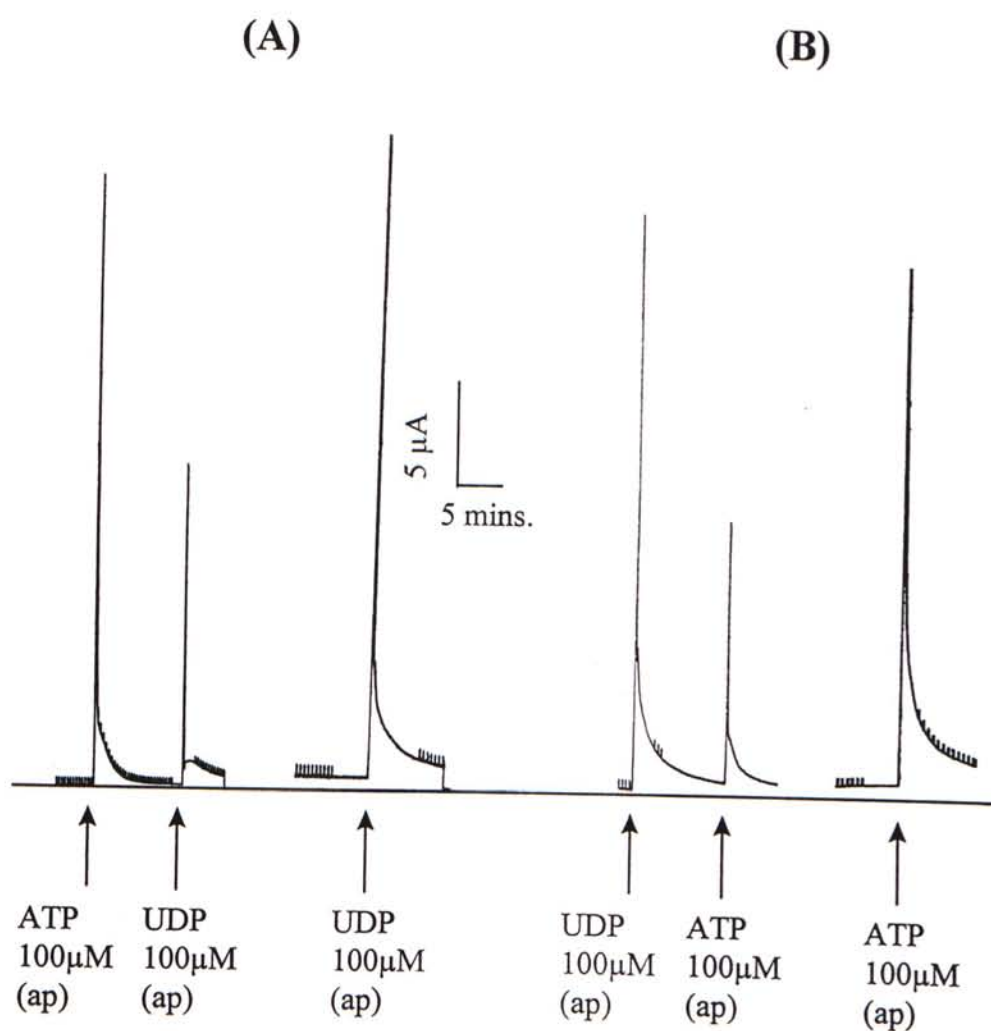 (A)
(B)
5 µA
5 mins.
ATP
100µM
(ap)
UDP
100µM
(ap)
UDP
100µM
(ap)
UDP
100µM
(ap)
ATP
100µM
(ap)
ATP
100µM
(ap)